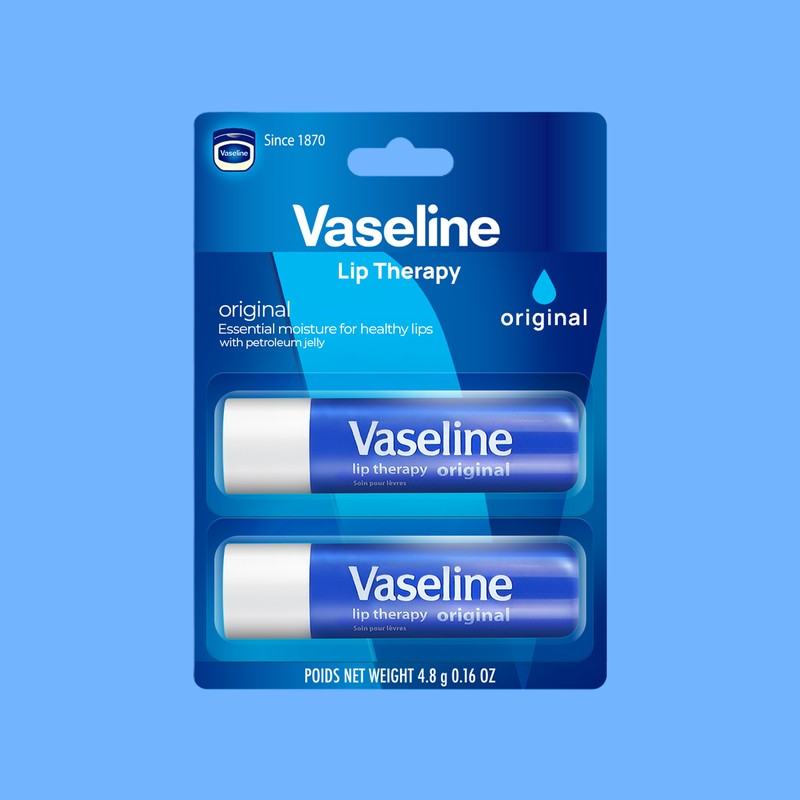 Vaseline
Since 1870
Vaseline
Lip Therapy
original
Essential moisture for healthy lips
with petroleum jelly
original
Vaseline
lip therapy original
Soin pour lèvres
Vaseline
lip therapy original
Soin pour lèvres
POIDS NET WEIGHT 4.8 g 0.16 OZ